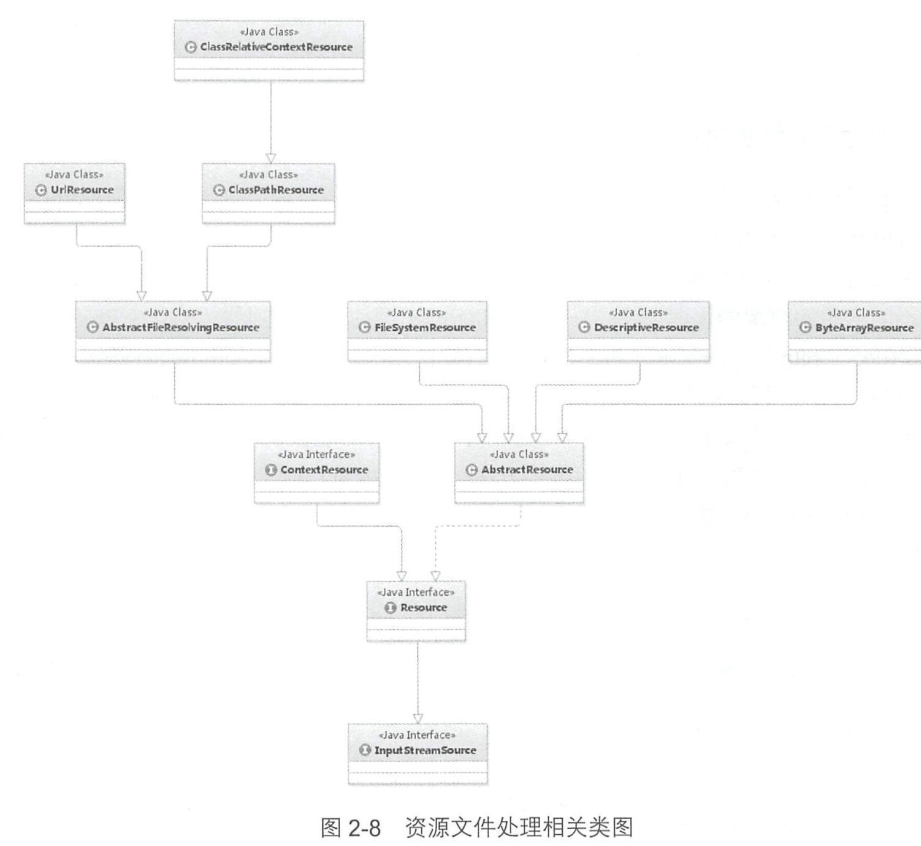 «Java Class»
ClassRelativeContextResource
«Java Class»
UrlResource
«Java Class»
ClassPathResource
«Java Class»
AbstractFileResolvingResource
«Java Class»
FileSystemResource
«Java Class»
DescriptiveResource
«Java Class»
ByteArrayResource
«Java Interface»
ContextResource
«Java Class»
AbstractResource
«Java Interface»
Resource
«Java Interface»
InputStreamSource
图 2-8 资源文件处理相关类图